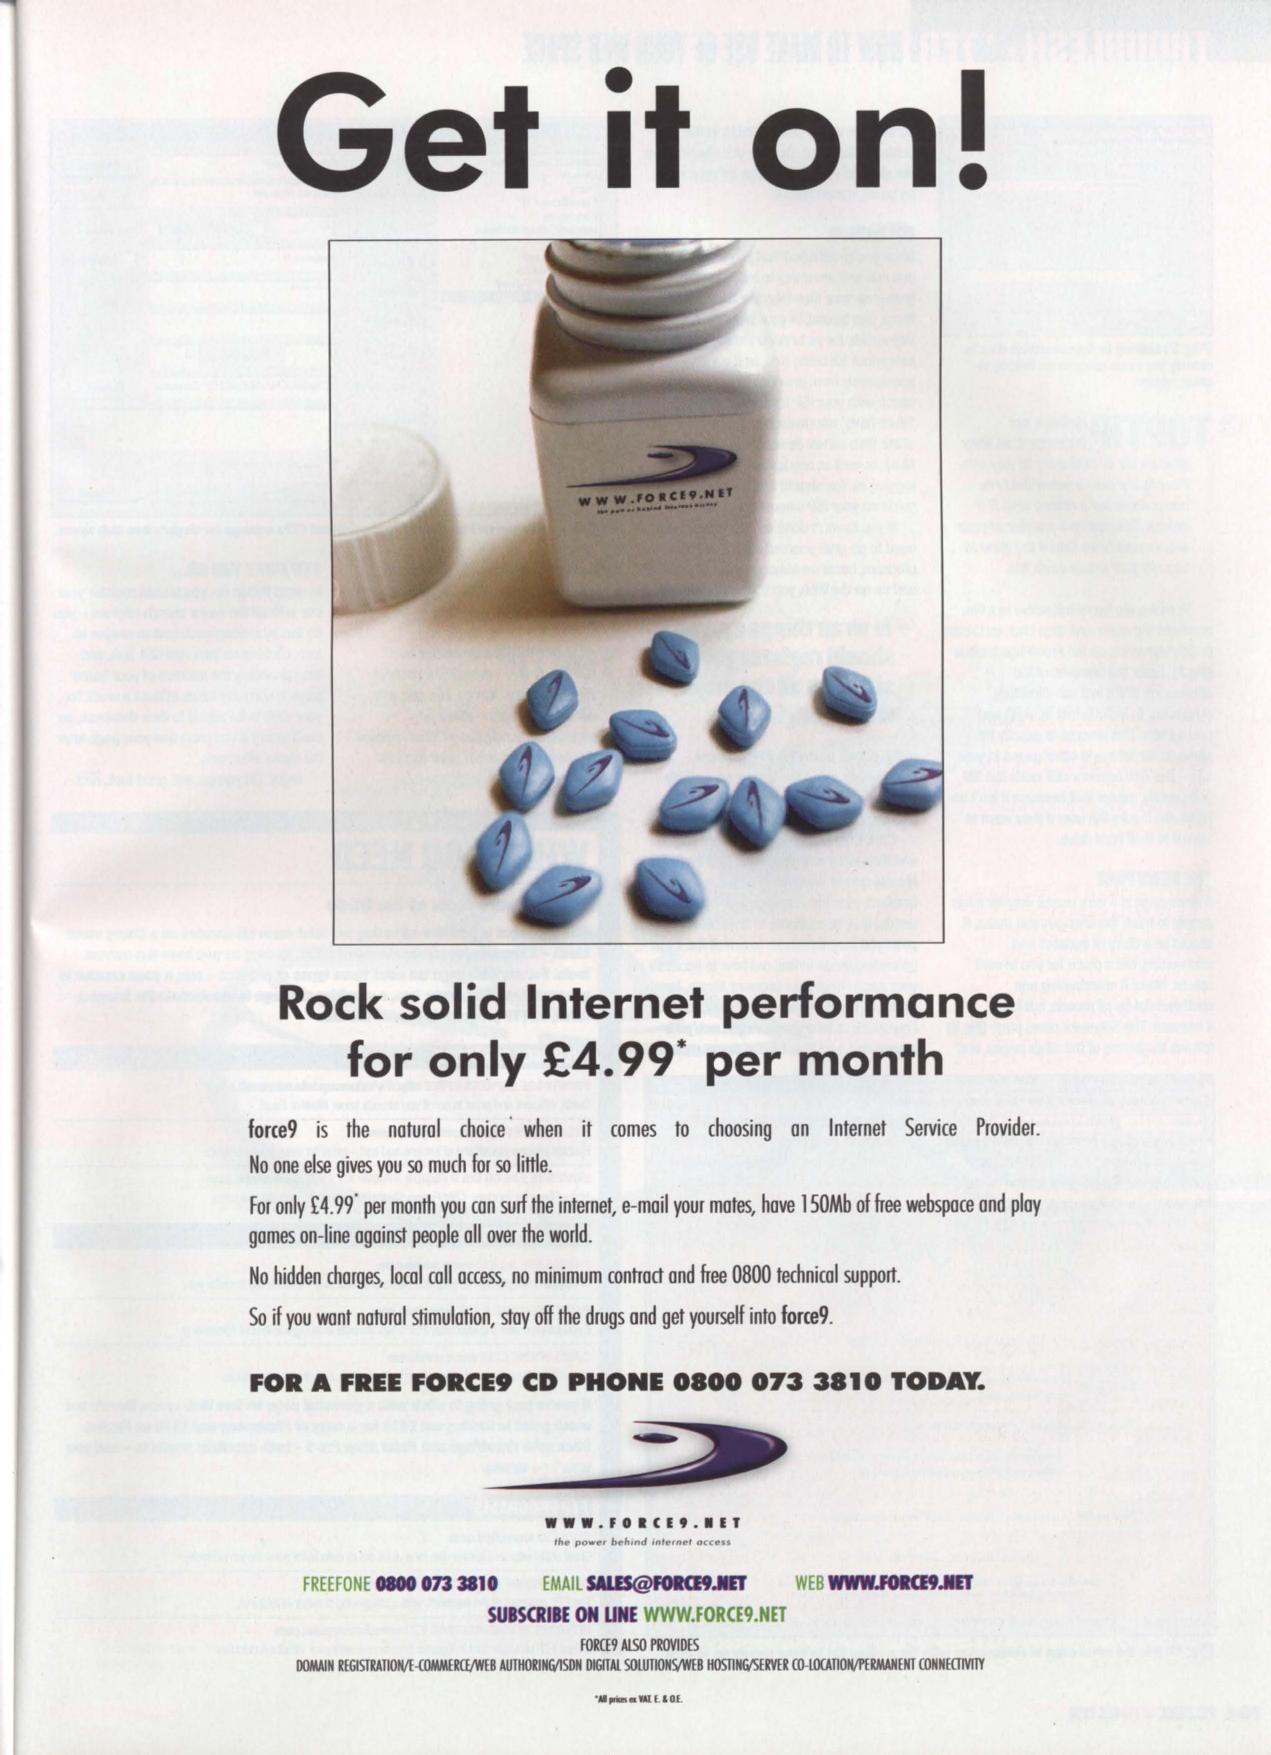 Get it on!
WWW.FORCE9.NET
the power behind internet access
Rock solid Internet performance
for only £4.99* per month
force9 is the natural choice when it comes to choosing an Internet Service Provider.
No one else gives you so much for so little.
For only £4.99* per month you can surf the internet, e-mail your mates, have 150Mb of free webspace and play
games on-line against people all over the world.
No hidden charges, local call access, no minimum contract and free 0800 technical support.
So if you want natural stimulation, stay off the drugs and get yourself into force9.
FOR A FREE FORCE9 CD PHONE 0800 073 3810 TODAY.
WWW.FORCE9.NET
the power behind internet access
FREEFONE 0800 073 3810 EMAIL SALES@FORCE9.NET WEB WWW.FORCE9.NET
SUBSCRIBE ON LINE WWW.FORCE9.NET
FORCE9 ALSO PROVIDES
DOMAIN REGISTRATION/E-COMMERCE/WEB AUTHORING/ISDN DIGITAL SOLUTIONS/WEB HOSTING/SERVER CO-LOCATION/PERMANENT CONNECTIVITY
*All prices ex VAT. E. & O.E.